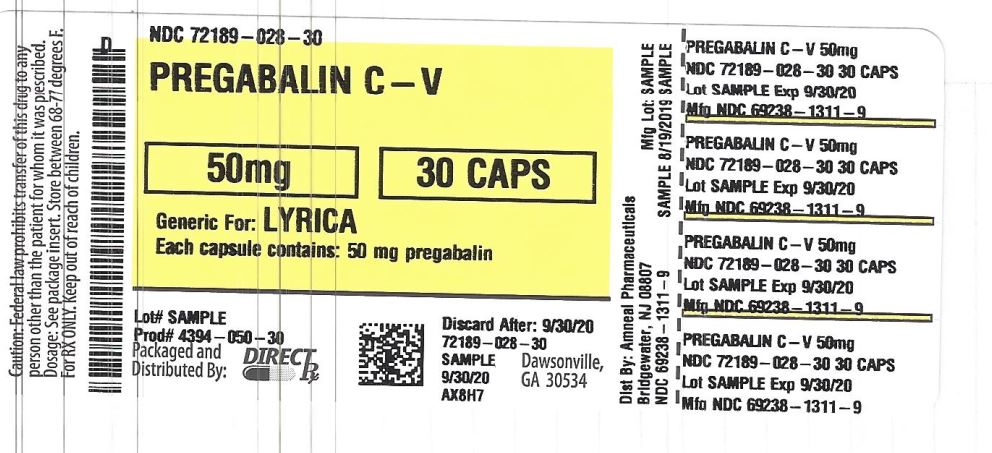 Caution: Federal law prohibits transfer of this drug to any
person other than the patient for whom it was prescribed.
Dosage: See package insert. Store between 68-77 degrees F.
For RX ONLY. Keep out of reach of children.
D
NDC 72189-028-30
PREGABALIN C-V
50mg
30 CAPS
Generic For: LYRICA
Each capsule contains: 50 mg pregabalin
Lot# SAMPLE
Prod# 4394-050-30
Packaged and
Distributed By:
DIRECT Rx
Discard After: 9/30/20
72189-028-30
SAMPLE
9/30/20
AX8H7
Dawsonville,
GA 30534
Mfg Lot: SAMPLE
SAMPLE 8/19/2019 SAMPLE
Dist By: Amneal Pharmaceuticals
Bridgewater, NJ 08807
NDC 69238-1311-9
PREGABALIN C-V 50mg
NDC 72189-028-30 30 CAPS
Lot SAMPLE Exp 9/30/20
Mfg NDC 69238-1311-9
PREGABALIN C-V 50mg
NDC 72189-028-30 30 CAPS
Lot SAMPLE Exp 9/30/20
Mfg NDC 69238-1311-9
PREGABALIN C-V 50mg
NDC 72189-028-30 30 CAPS
Lot SAMPLE Exp 9/30/20
Mfg NDC 69238-1311-9
PREGABALIN C-V 50mg
NDC 72189-028-30 30 CAPS
Lot SAMPLE Exp 9/30/20
Mfg NDC 69238-1311-9